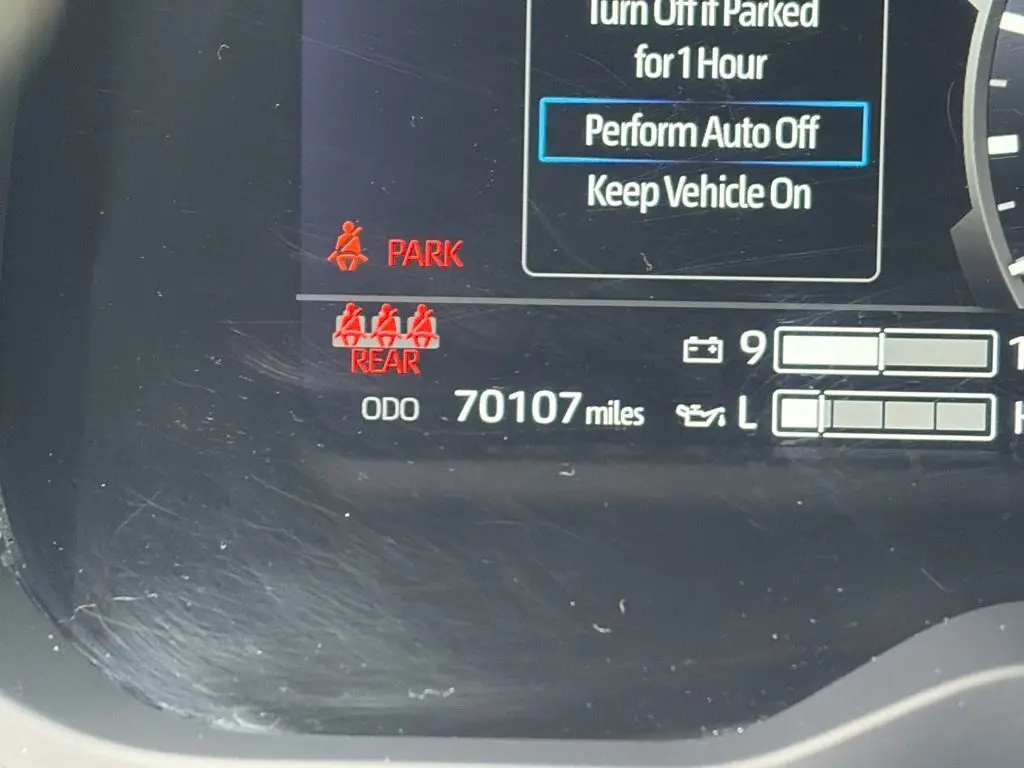 Turn Off if Parked
for 1 Hour
Perform Auto Off
Keep Vehicle On
PARK
REAR
ODO 70107 miles
9
L